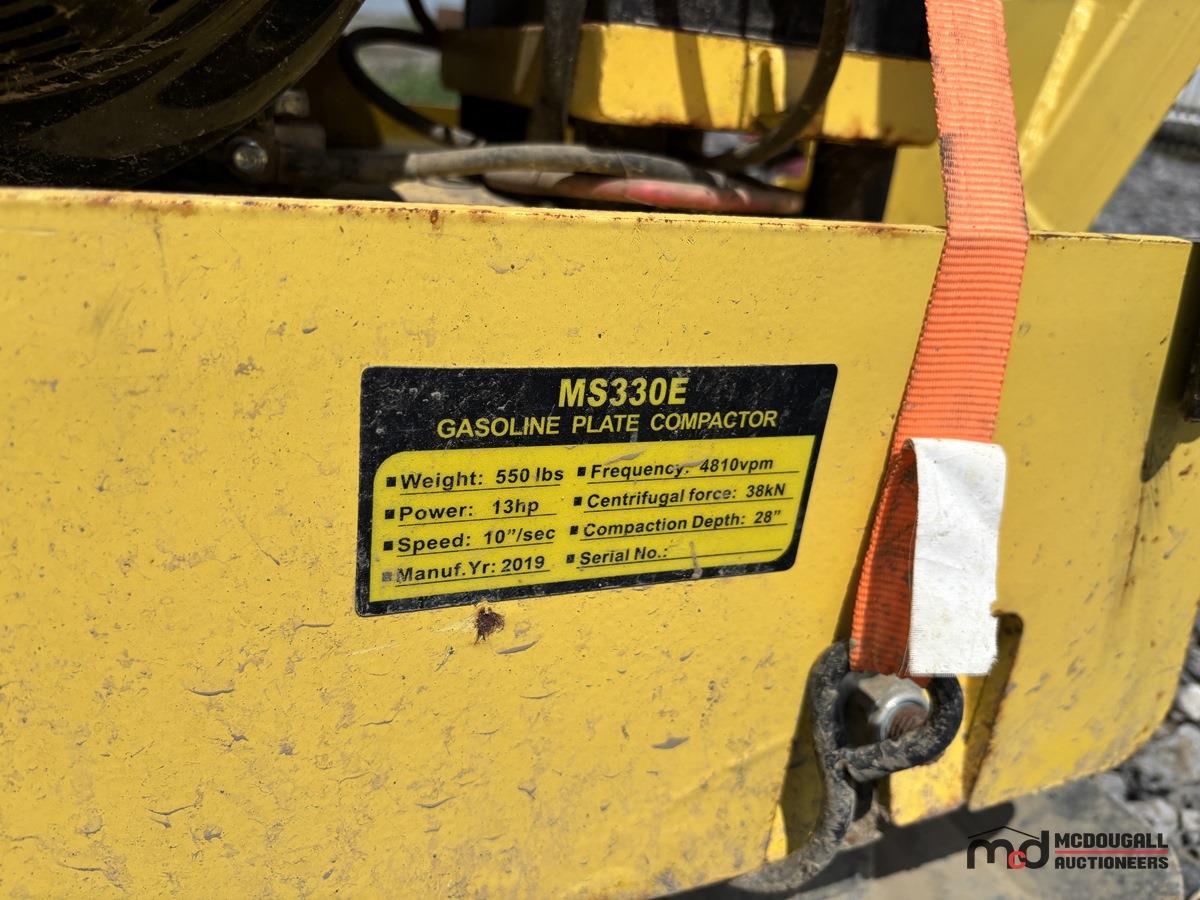 MS330E
GASOLINE PLATE COMPACTOR
▪Weight: 550 lbs
▪Power: 13hp
▪Speed: 10"/sec
▪Manuf.Yr: 2019
▪Frequency: 4810vpm
▪Centrifugal force: 38kN
▪Compaction Depth: 28"
▪Serial No.:
mcd MCDOUGALL
AUCTIONEERS